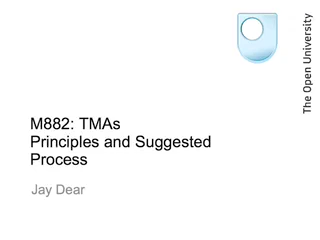 The Open University
M882: TMAs
Principles and Suggested
Process
Jay Dear